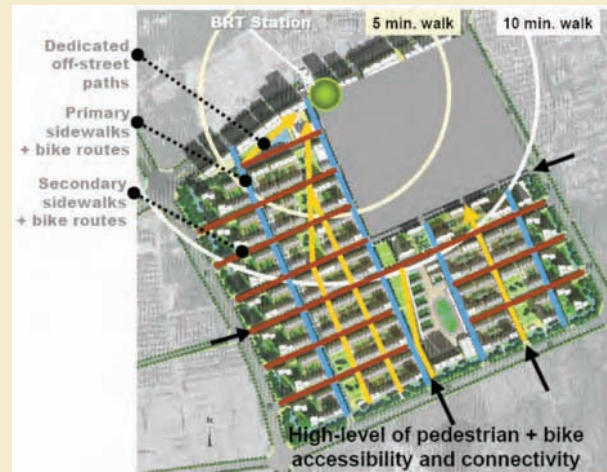 BRT Station
5 min. walk
10 min. walk
Dedicated
off-street
paths
Primary
sidewalks
+ bike routes
Secondary
sidewalks
+ bike routes
High-level of pedestrian + bike
accessibility and connectivity